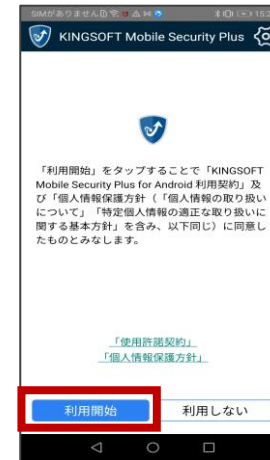 SIMがありません
15:2
KINGSOFT Mobile Security Plus
「利用開始」をタップすることで「KINGSOFT
Mobile Security Plus for Android 利用契約」及
び「個人情報保護方針（「個人情報の取り扱い
について」「特定個人情報の適正な取り扱いに
関する基本方針」を含み、以下同じ）に同意し
たものとみなします。
「使用許諾契約」
「個人情報保護方針」
利用開始
利用しない